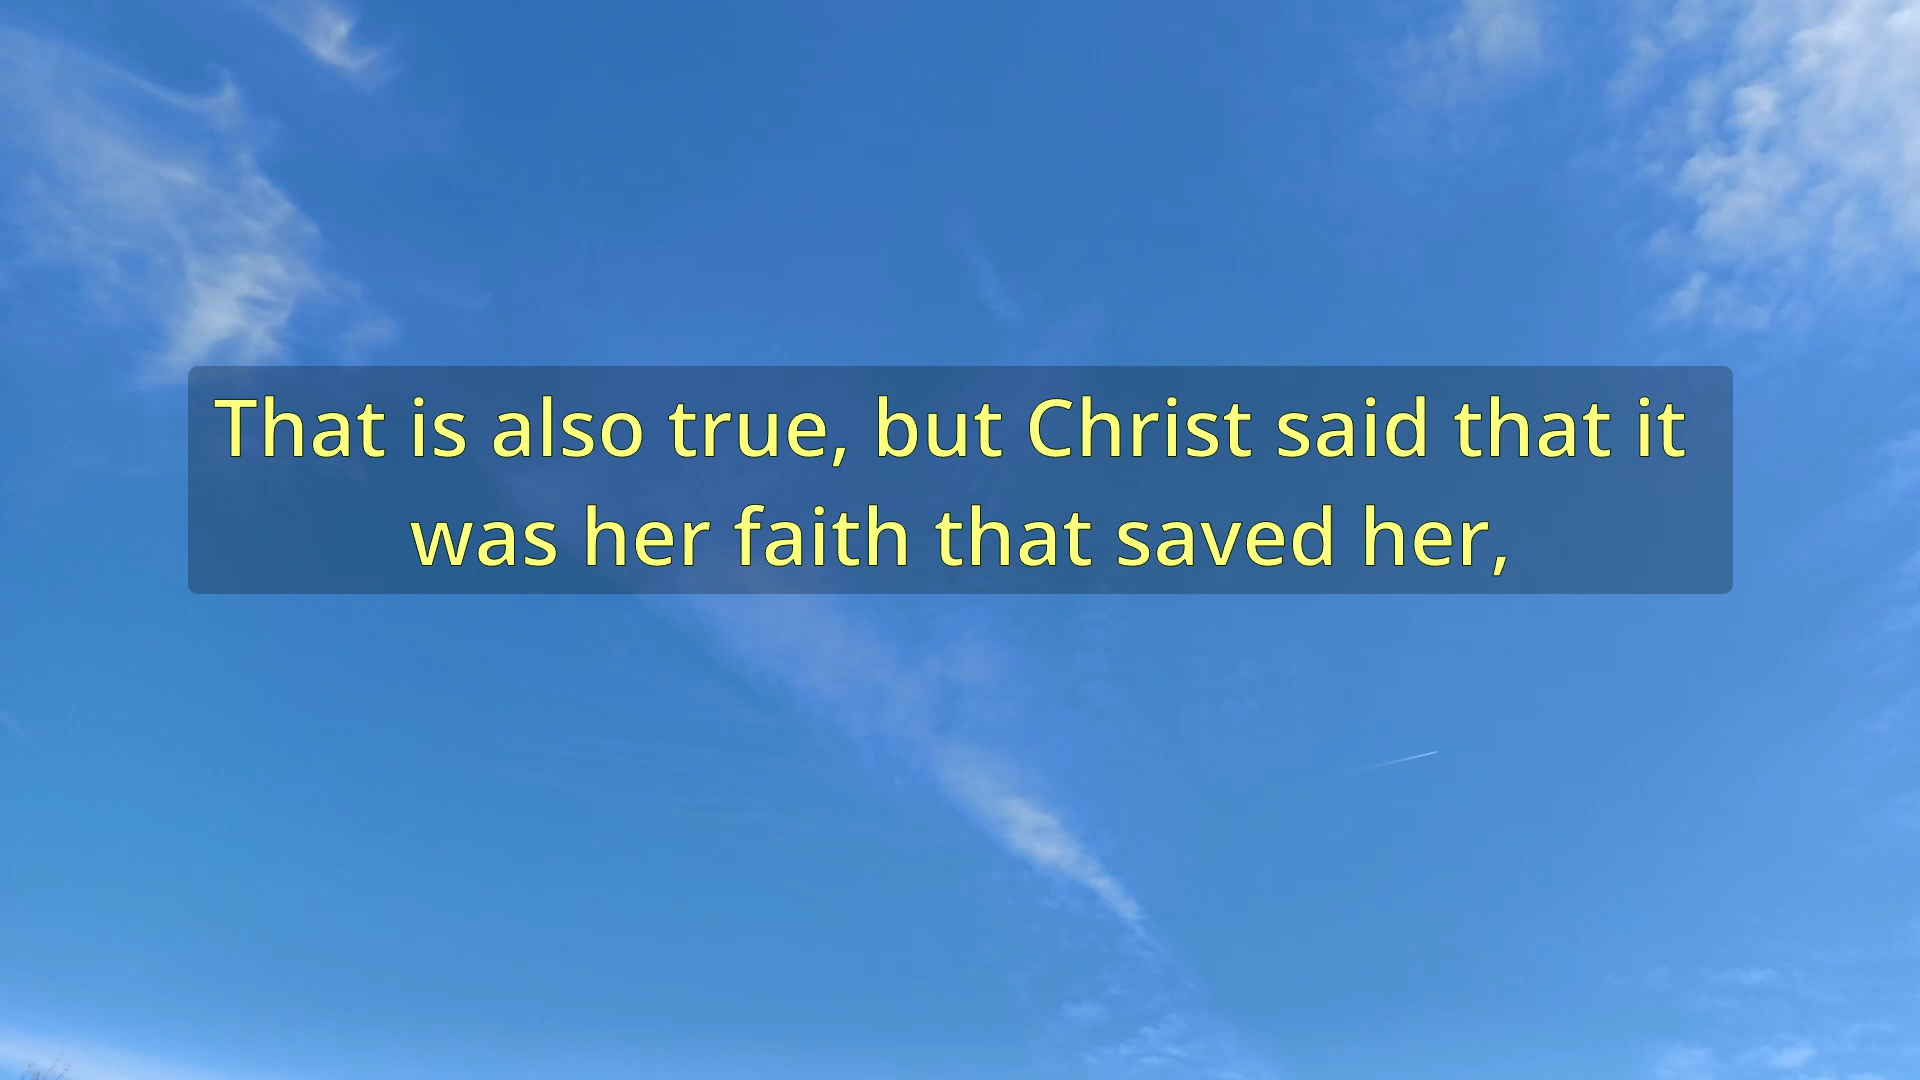 That is also true, but Christ said that it
was her faith that saved her,